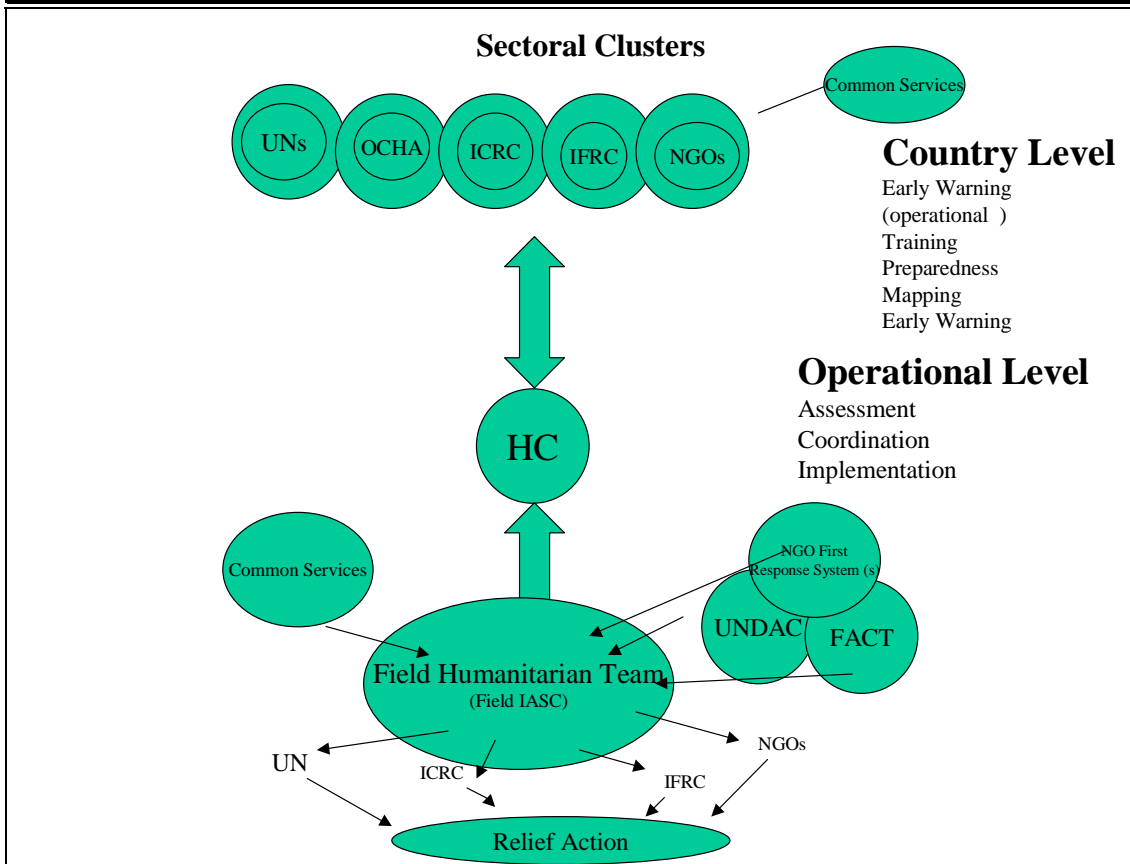 Sectoral Clusters
Common Services
UNs
OCHA
ICRC
IFRC
NGOs
Country Level
Early Warning
(operational  )
Training
Preparedness
Mapping
Early Warning
Operational Level
Assessment
Coordination
Implementation
HC
Common Services
NGO First
Response System (s)
UNDAC
FACT
Field Humanitarian Team
(Field IASC)
UN
ICRC
IFRC
NGOs
Relief Action